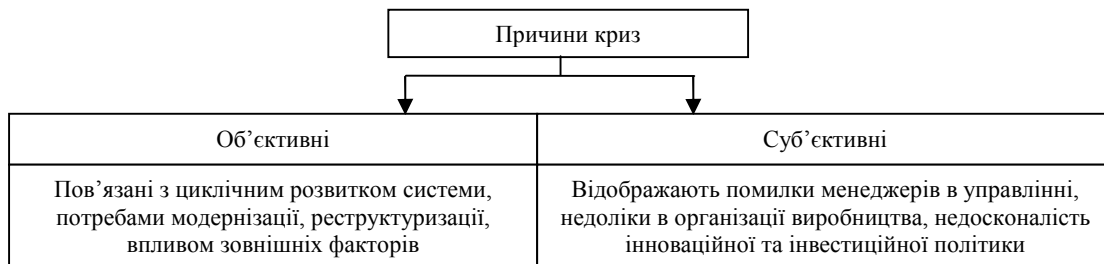 Причини криз
Об’єктивні
Суб’єктивні
Пов’язані з циклічним розвитком системи,
потребами модернізації, реструктуризації,
впливом зовнішніх факторів
Відображають помилки менеджерів в управлінні,
недоліки в організації виробництва, недосконалість
інноваційної та інвестиційної політики